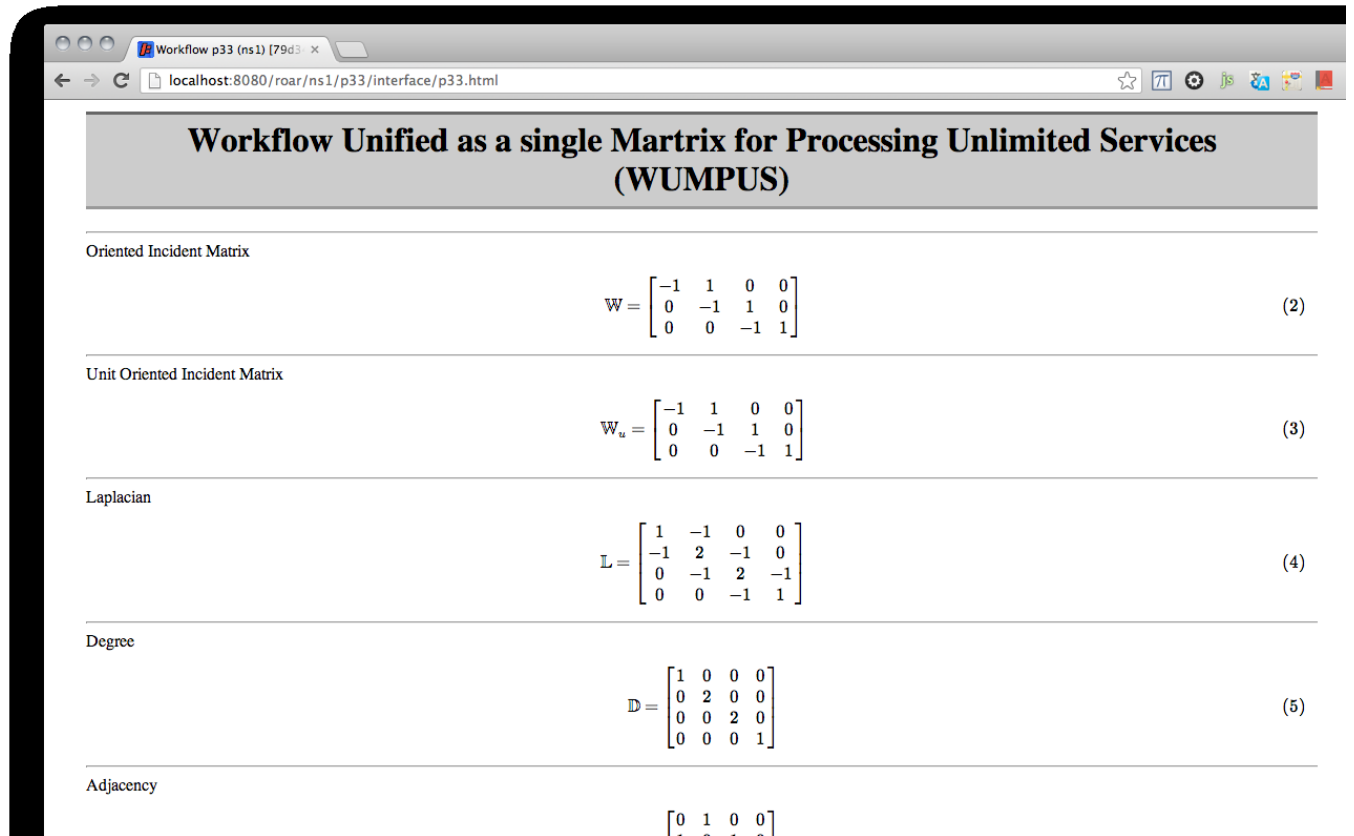 Workflow p33 (ns1) [79d3
localhost:8080/roar/ns1/p33/interface/p33.html
π js
Workflow Unified as a single Martrix for Processing Unlimited Services
(WUMPUS)
Oriented Incident Matrix
𝕎 = [ −1 1 0 0
0 −1 1 0
0 0 −1 1 ] (2)
Unit Oriented Incident Matrix
𝕎u = [ −1 1 0 0
0 −1 1 0
0 0 −1 1 ] (3)
Laplacian
𝕃 = [ 1 −1 0 0
−1 2 −1 0
0 −1 2 −1
0 0 −1 1 ] (4)
Degree
𝔻 = [ 1 0 0 0
0 2 0 0
0 0 2 0
0 0 0 1 ] (5)
Adjacency
[ 0 1 0 0